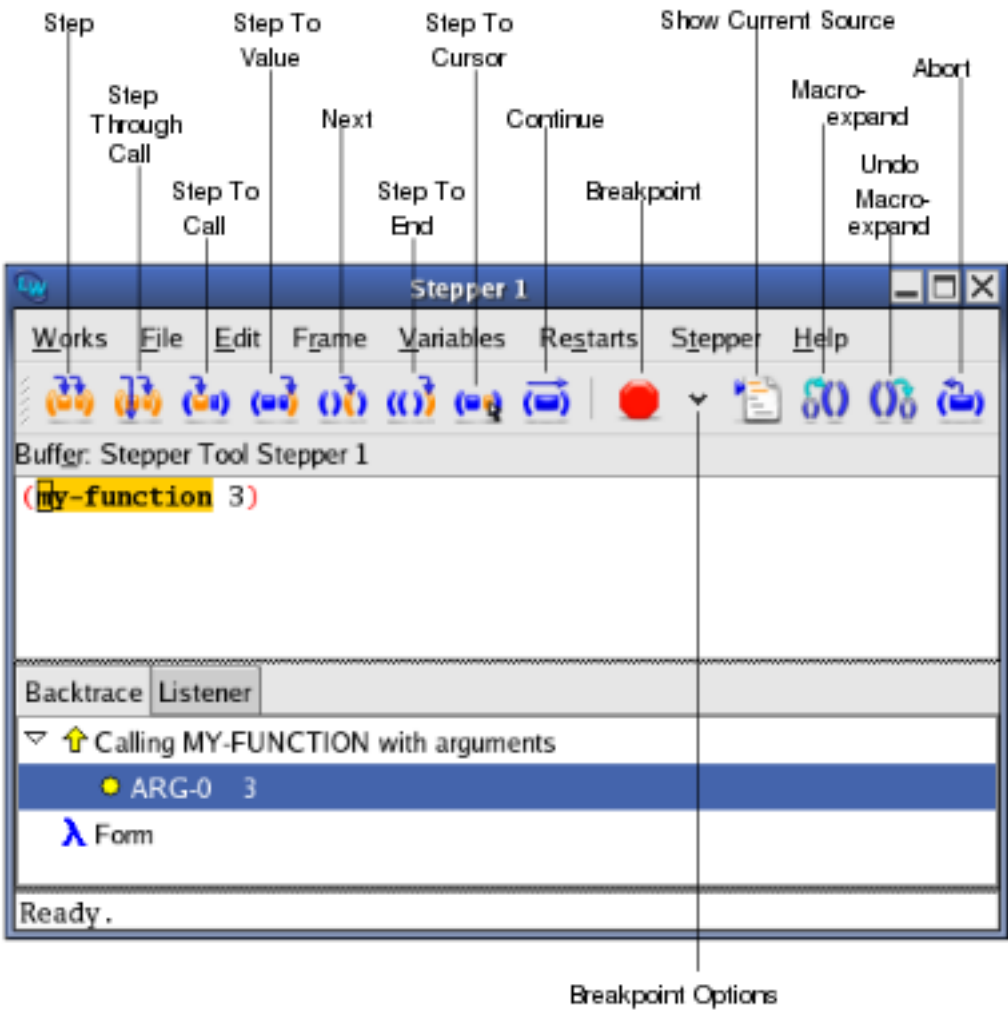 Step
Step To
Value
Step To
Cursor
Show Current Source
Abort
Step
Through
Call
Next
Continue
Macro-
expand
Step To
Call
Step To
End
Breakpoint
Undo
Macro-
expand
LW
Stepper 1
Works File Edit Frame Variables Restarts Stepper Help
Buffer: Stepper Tool Stepper 1
(my-function 3)
Backtrace Listener
Calling MY-FUNCTION with arguments
ARG-0 3
λ Form
Ready.
Breakpoint Options